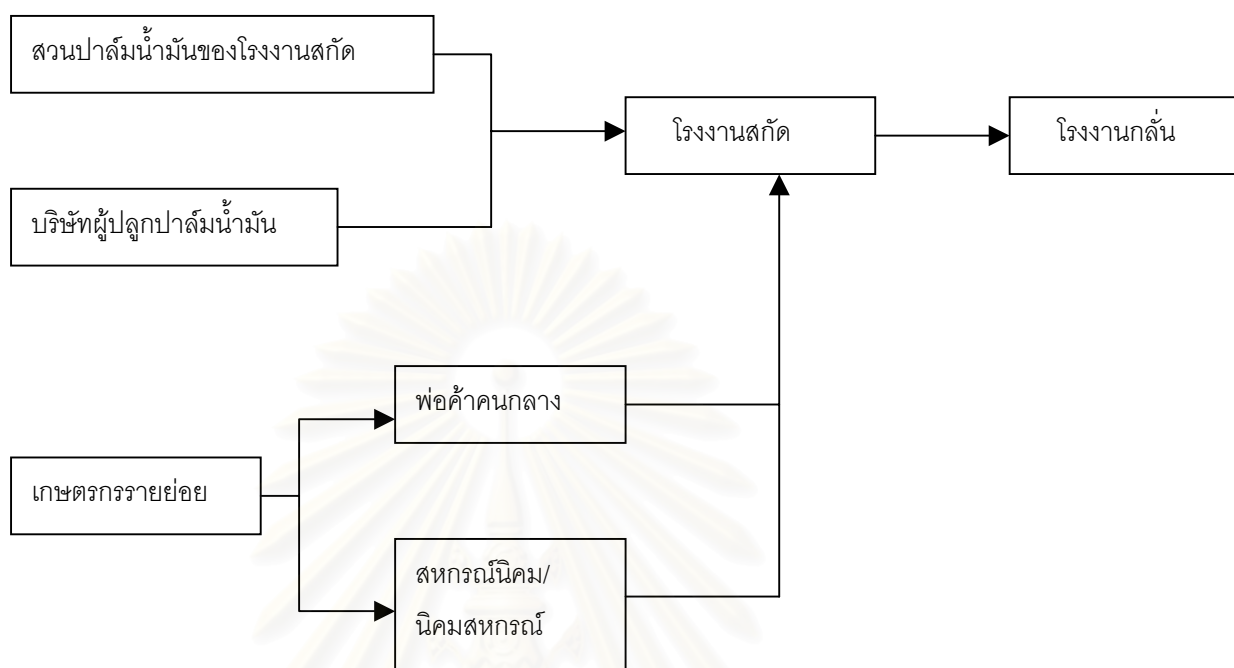 สวนปาล์มน้ำมันของโรงงานสกัด
โรงงานสกัด
โรงงานกลั่น
บริษัทผู้ปลูกปาล์มน้ำมัน
พ่อค้าคนกลาง
เกษตรกรรายย่อย
สหกรณ์นิคม/
นิคมสหกรณ์